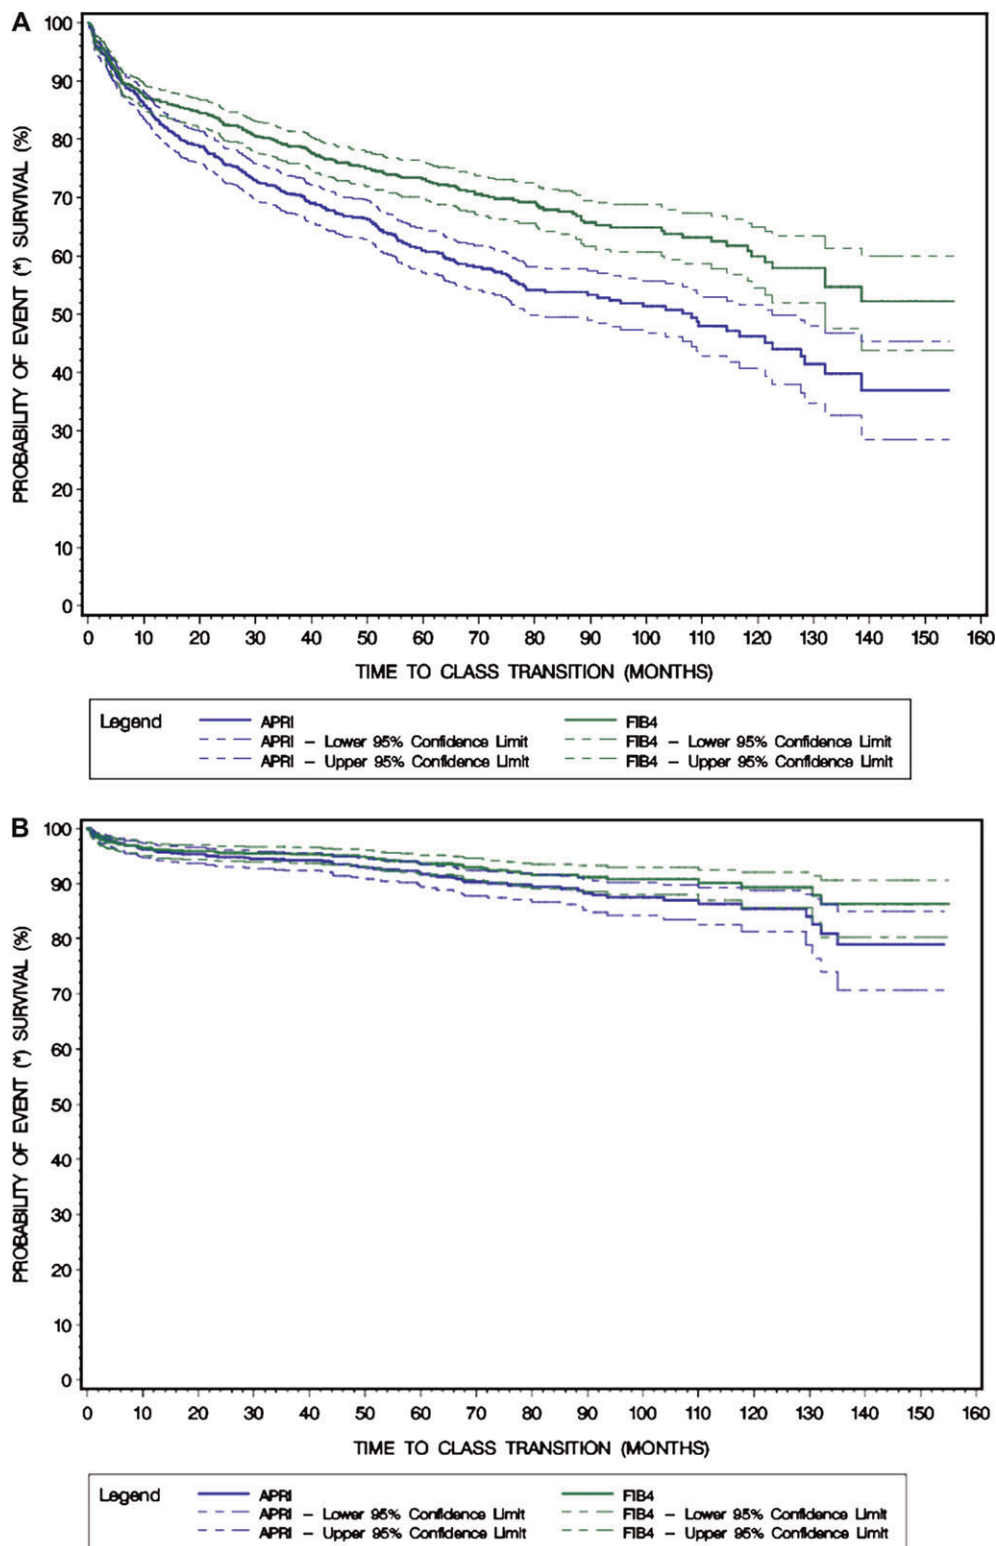 A
PROBABILITY OF EVENT (*) SURVIVAL (%)
100
90
80
70
60
50
40
30
20
10
0
0 10 20 30 40 50 60 70 80 90 100 110 120 130 140 150 160
TIME TO CLASS TRANSITION (MONTHS)
Legend APRI FIB4
APRI – Lower 95% Confidence Limit FIB4 – Lower 95% Confidence Limit
APRI – Upper 95% Confidence Limit FIB4 – Upper 95% Confidence Limit
B
PROBABILITY OF EVENT (*) SURVIVAL (%)
100
90
80
70
60
50
40
30
20
10
0
0 10 20 30 40 50 60 70 80 90 100 110 120 130 140 150 160
TIME TO CLASS TRANSITION (MONTHS)
Legend APRI FIB4
APRI – Lower 95% Confidence Limit FIB4 – Lower 95% Confidence Limit
APRI – Upper 95% Confidence Limit FIB4 – Upper 95% Confidence Limit